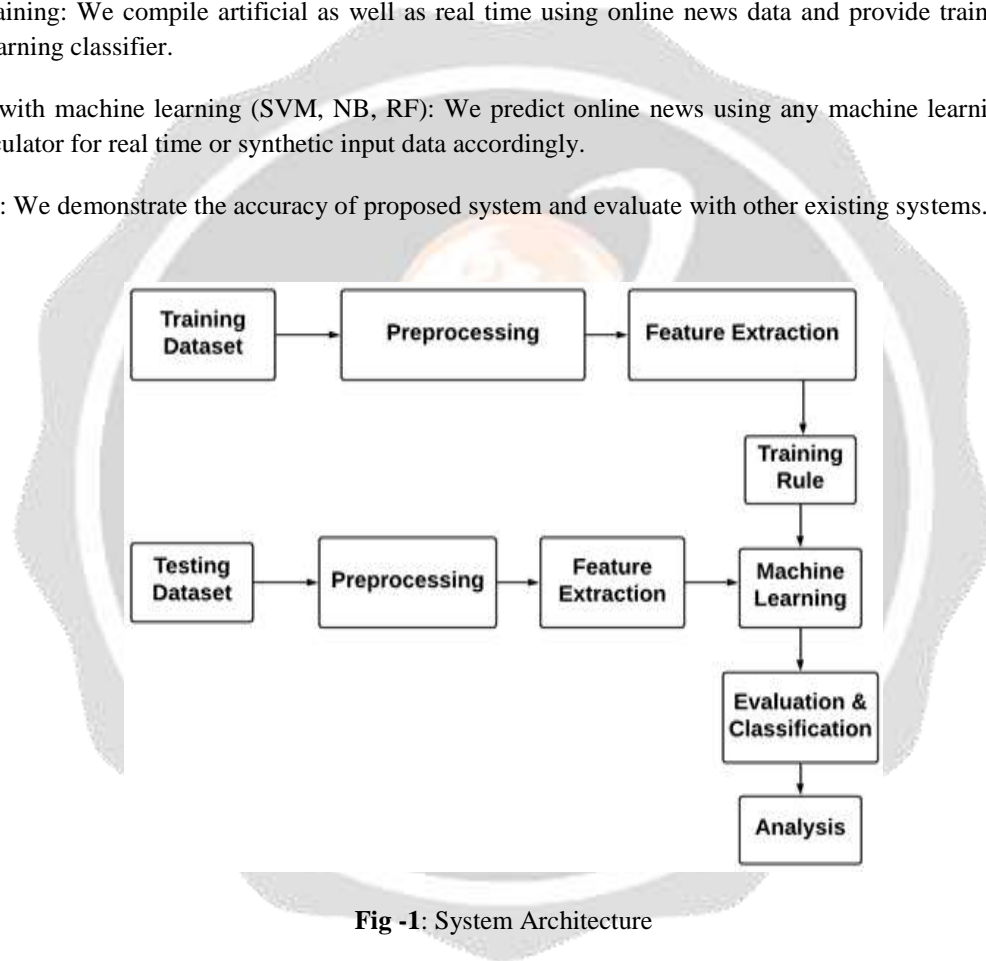 aining: We compile artificial as well as real time using online news data and provide train
arning classifier.
with machine learning (SVM, NB, RF): We predict online news using any machine learni
culator for real time or synthetic input data accordingly.
: We demonstrate the accuracy of proposed system and evaluate with other existing systems.
Training
Dataset
Preprocessing
Feature Extraction
Training
Rule
Testing
Dataset
Preprocessing
Feature
Extraction
Machine
Learning
Evaluation &
Classification
Analysis
Fig -1: System Architecture